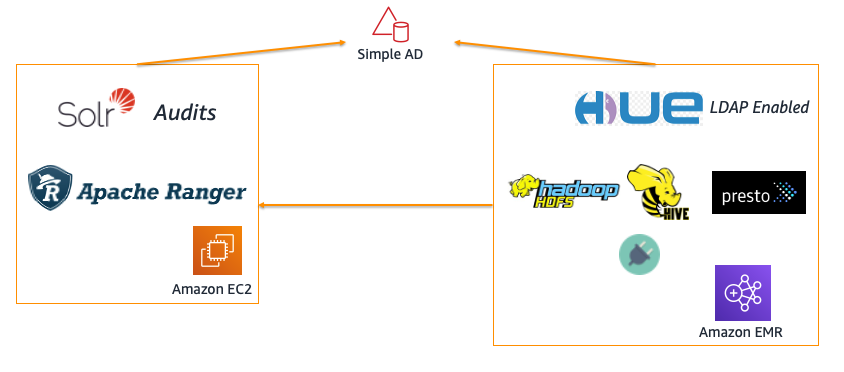 Simple AD
Solr Audits
HUE LDAP Enabled
R Apache Ranger
hadoop HDFS
HIVE
presto
Amazon EC2
Amazon EMR